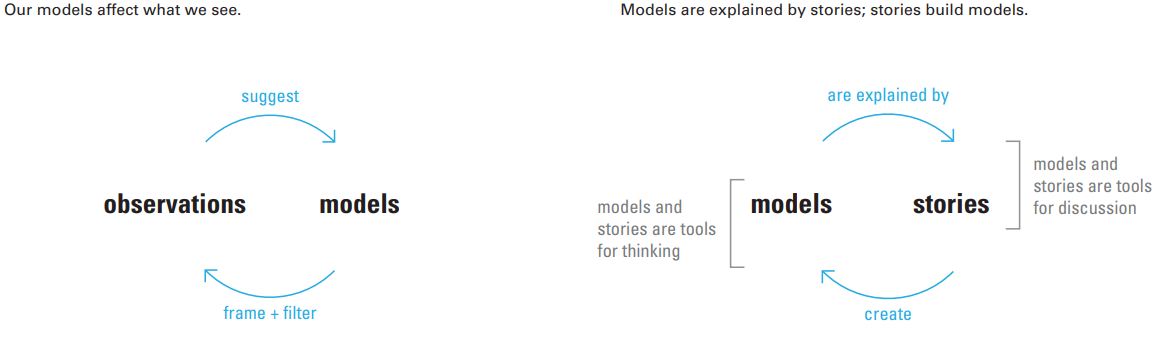 Our models affect what we see.
suggest
observations
models
frame + filter
Models are explained by stories; stories build models.
are explained by
models and
stories are tools
for thinking
models
stories
models and
stories are tools
for discussion
create